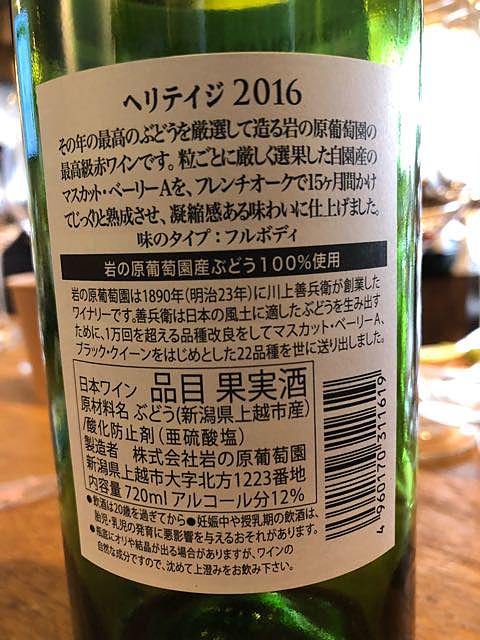 ヘリテイジ 2016
その年の最高のぶどうを厳選して造る岩の原葡萄園の
最高級赤ワインです。粒ごとに厳しく選果した自園産の
マスカット・ベーリーAを、フレンチオークで15ヶ月間かけ
てじっくりと熟成させ、凝縮感ある味わいに仕上げました。
味のタイプ：フルボディ
岩の原葡萄園産ぶどう100%使用
岩の原葡萄園は1890年(明治23年)に川上善兵衛が創業した
ワイナリーです。善兵衛は日本の風土に適したぶどうを生み出す
ために、1万回を超える品種改良をしてマスカット・ベーリーA、
ブラック・クイーンをはじめとした22品種を世に送り出しました。
日本ワイン 品目 果実酒
原材料名 ぶどう(新潟県上越市産)
/酸化防止剤(亜硫酸塩)
製造者 株式会社岩の原葡萄園
新潟県上越市大字北方1223番地
内容量 720ml アルコール分12%
●飲酒は20歳を過ぎてから ●妊娠中や授乳期の飲酒は、
胎児・乳児の発育に悪影響を与えるおそれがあります。
●瓶底にオリや結晶が出る場合がありますが、ワインの
自然な成分ですので、沈めて上澄みをお飲み下さい。
4 960170 311619